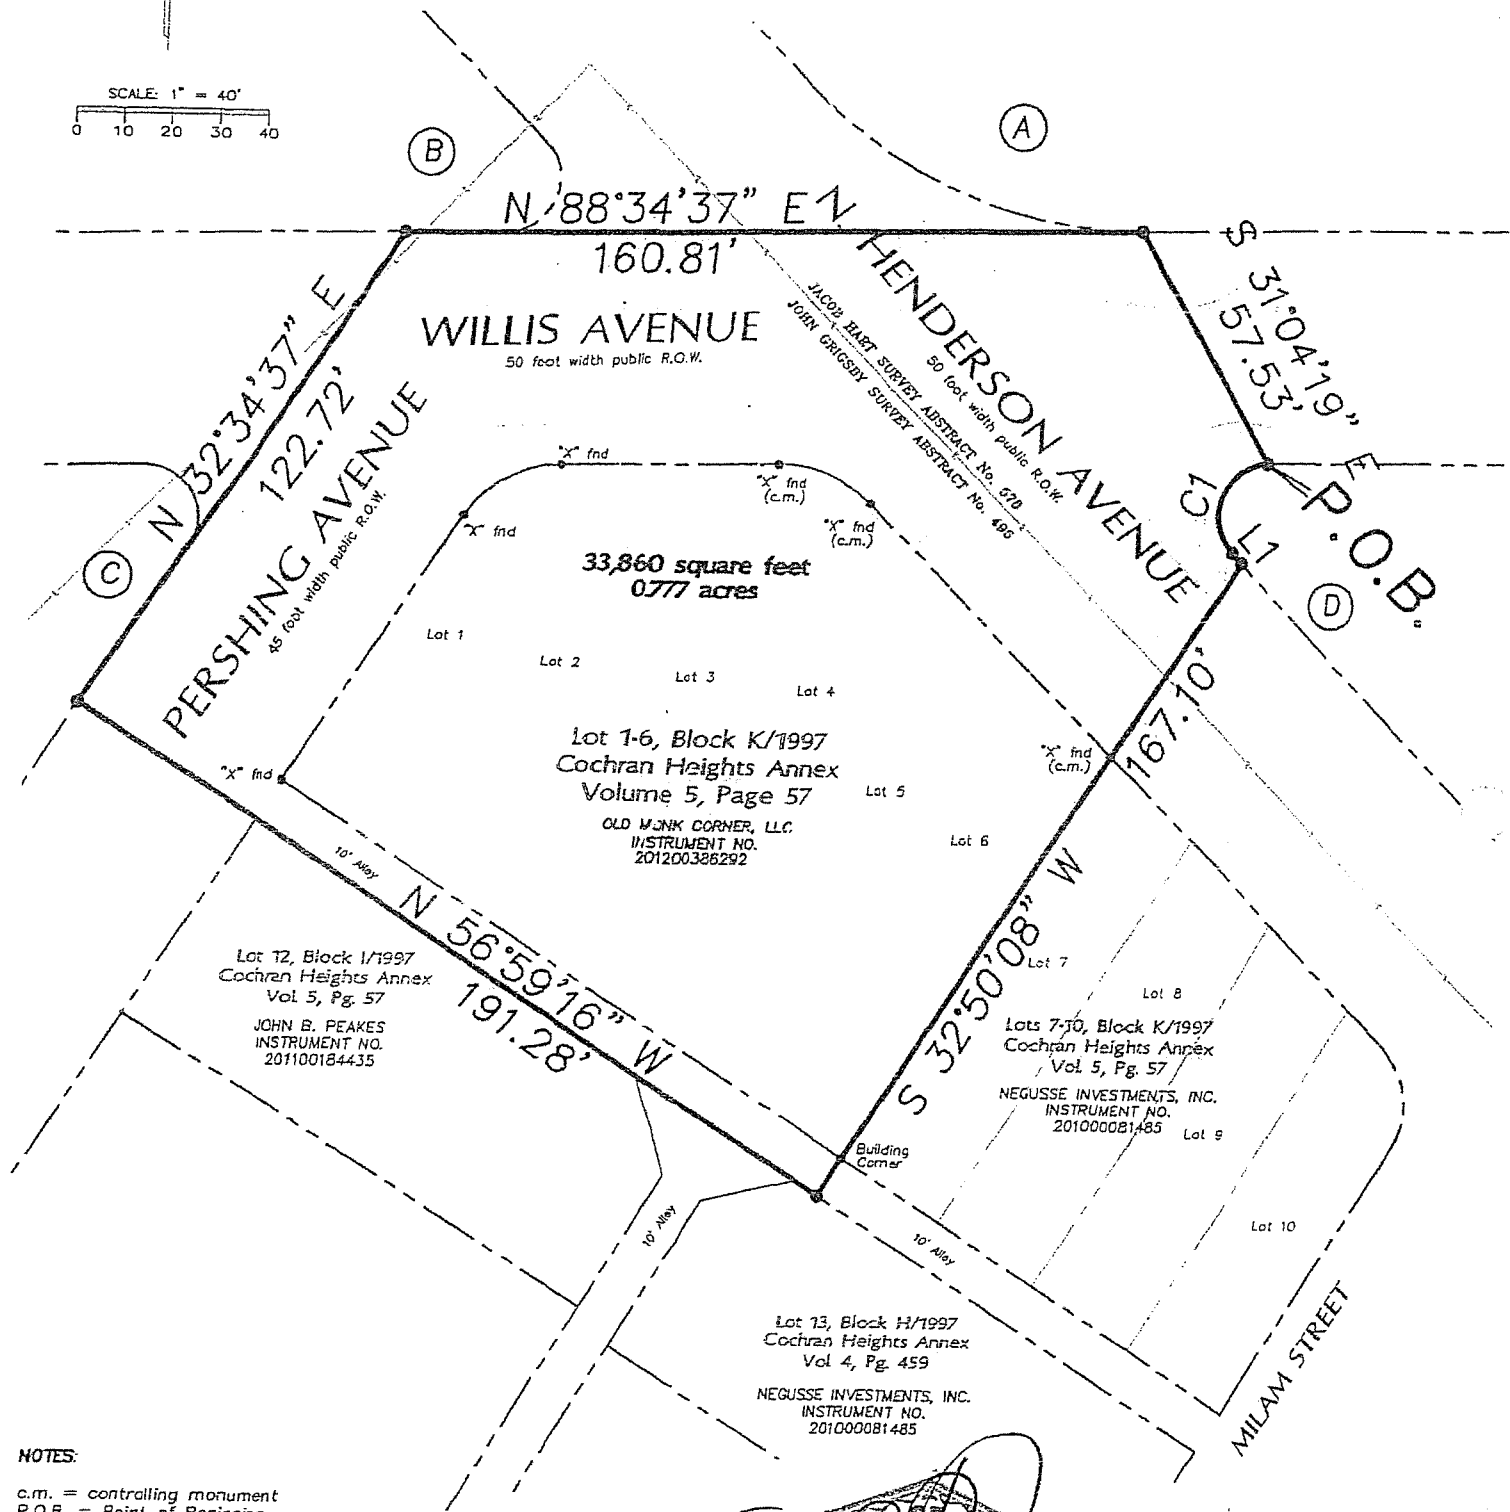 SCALE: 1" = 40'
0 10 20 30 40
B
A
N 88°34'37" E
160.81'
WILLIS AVENUE
50 foot width public R.O.W.
N HENDERSON AVENUE
50 foot width public R.O.W.
JACOB HART SURVEY ABSTRACT No. 578
JOHN GRIGSBY SURVEY ABSTRACT No. 495
S 31°04'19" E
57.53'
N 32°34'37" E
122.72'
PERSHING AVENUE
45 foot width public R.O.W.
C
"X" fnd
"X" fnd
(c.m.)
"X" fnd
"X" fnd
(c.m.)
C1
L1
P.O.B.
D
33,860 square feet
0.777 acres
Lot 1
Lot 2
Lot 3
Lot 4
Lot 5
Lot 6
Lot 1-6, Block K/1997
Cochran Heights Annex
Volume 5, Page 57
OLD MONK CORNER, LLC.
INSTRUMENT NO.
201200386292
"X" fnd
"X" fnd
(c.m.)
S 32°50'08" W
167.10'
10' Alley
N 56°59'16" W
191.28'
Lot 12, Block I/1997
Cochran Heights Annex
Vol. 5, Pg. 57
JOHN B. PEAKES
INSTRUMENT NO.
201100184435
Lot 7
Lot 8
Lots 7-10, Block K/1997
Cochran Heights Annex
Vol. 5, Pg. 57
NEGUSSE INVESTMENTS, INC.
INSTRUMENT NO.
201000081485
Lot 9
Lot 10
Building
Corner
10' Alley
10' Alley
Lot 13, Block H/1997
Cochran Heights Annex
Vol 4, Pg. 459
NEGUSSE INVESTMENTS, INC.
INSTRUMENT NO.
201000081485
MILAM STREET
NOTES:
c.m. = controlling monument
P.O.B. = Point of Beginning